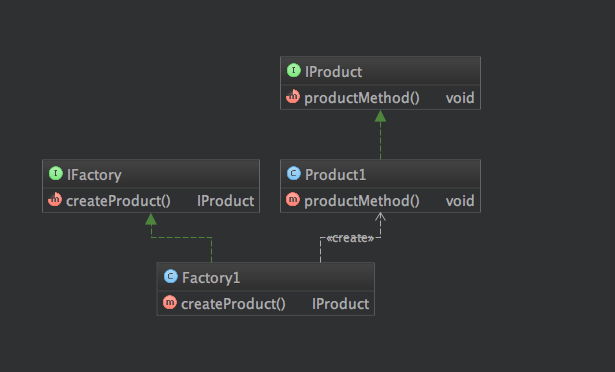 I IProduct
m productMethod() void
I IFactory
m createProduct() IProduct
C Product1
m productMethod() void
«create»
C Factory1
m createProduct() IProduct